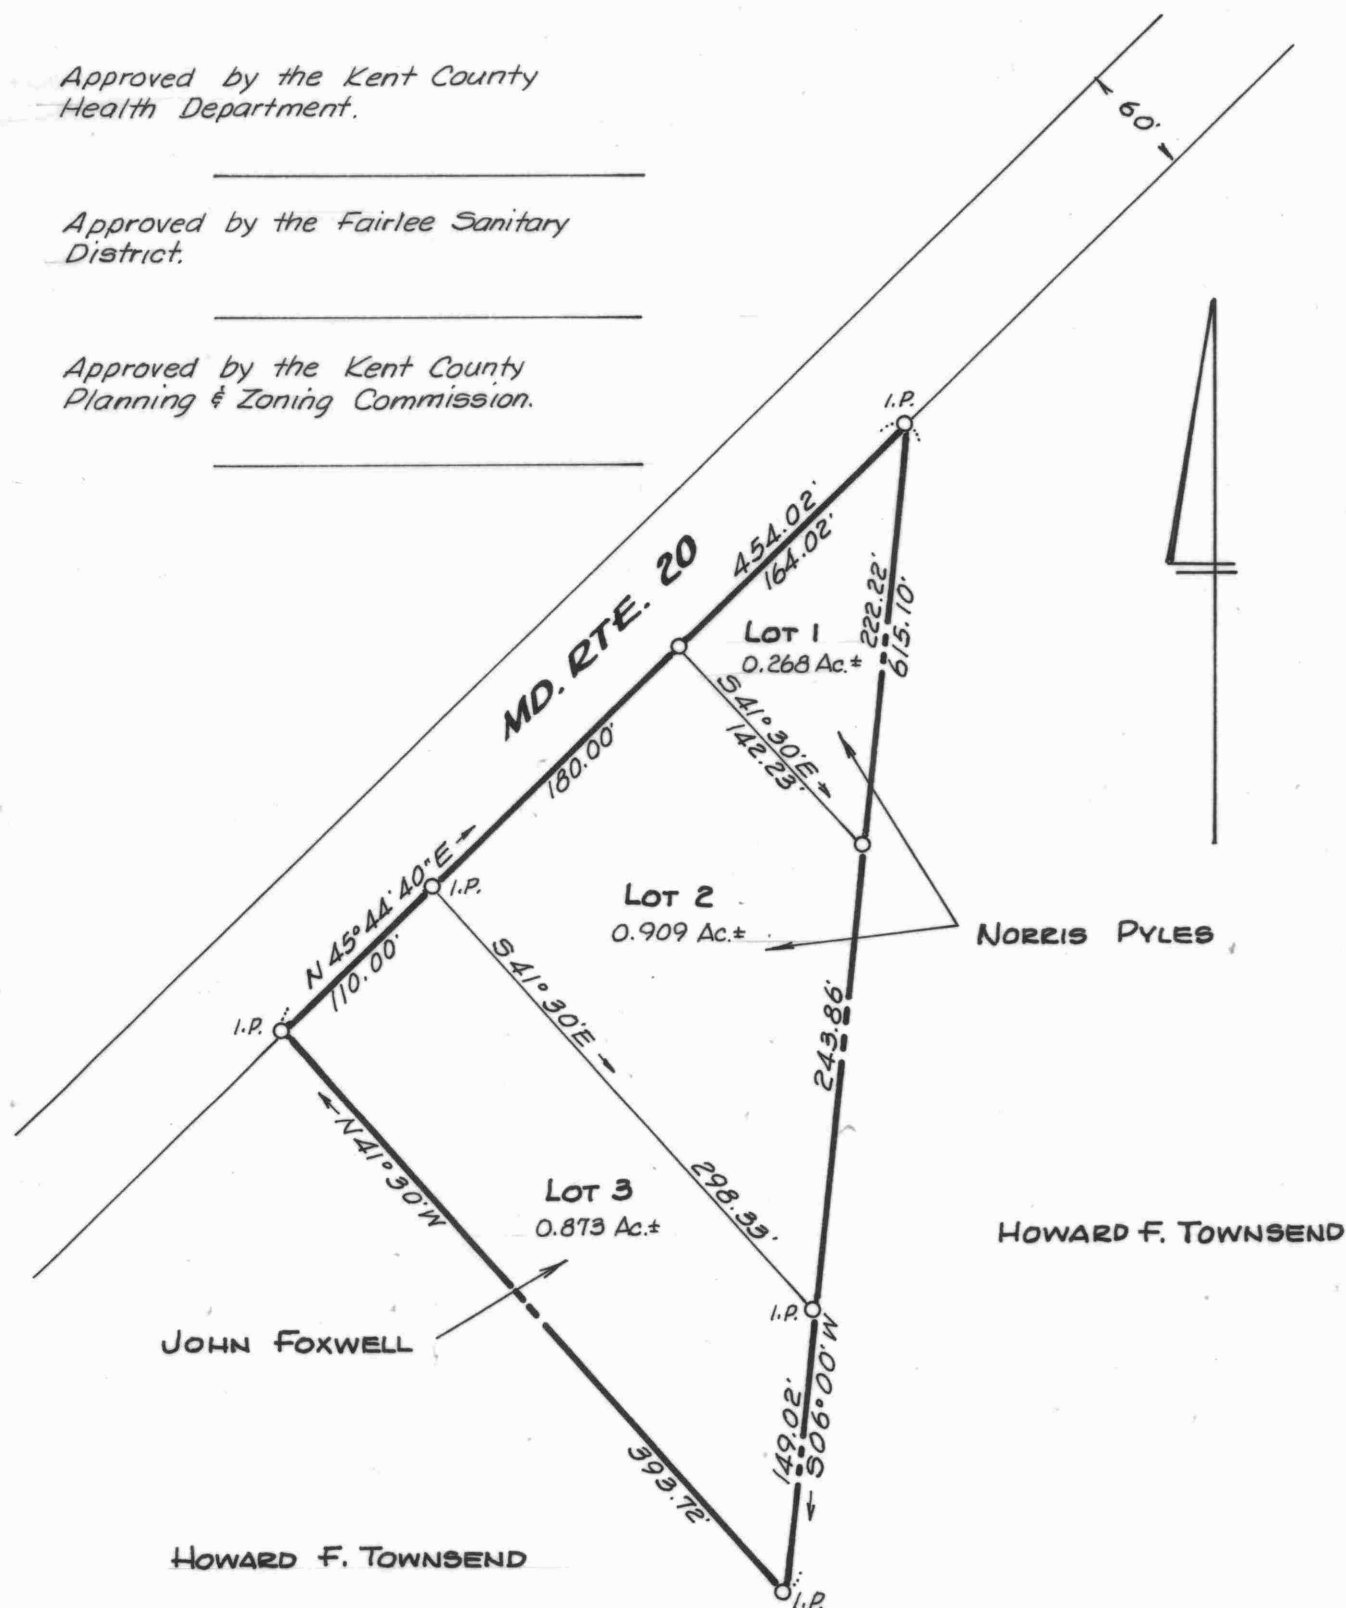 Approved by the Kent County
Health Department.
Approved by the Fairlee Sanitary
District.
Approved by the Kent County
Planning & Zoning Commission.
60'
I.P.
454.02'
164.02'
MD. RTE. 20
222.22'
615.10'
LOT 1
0.268 Ac.±
S 41° 30' E
142.23'
180.00'
N 45° 44' 40" E
110.00'
I.P.
LOT 2
0.909 Ac.±
NORRIS PYLES
I.P.
S 41° 30' E
298.33'
243.86'
N 41° 30' W
393.72'
LOT 3
0.873 Ac.±
HOWARD F. TOWNSEND
JOHN FOXWELL
I.P.
149.02'
S 06° 00' W
HOWARD F. TOWNSEND
I.P.